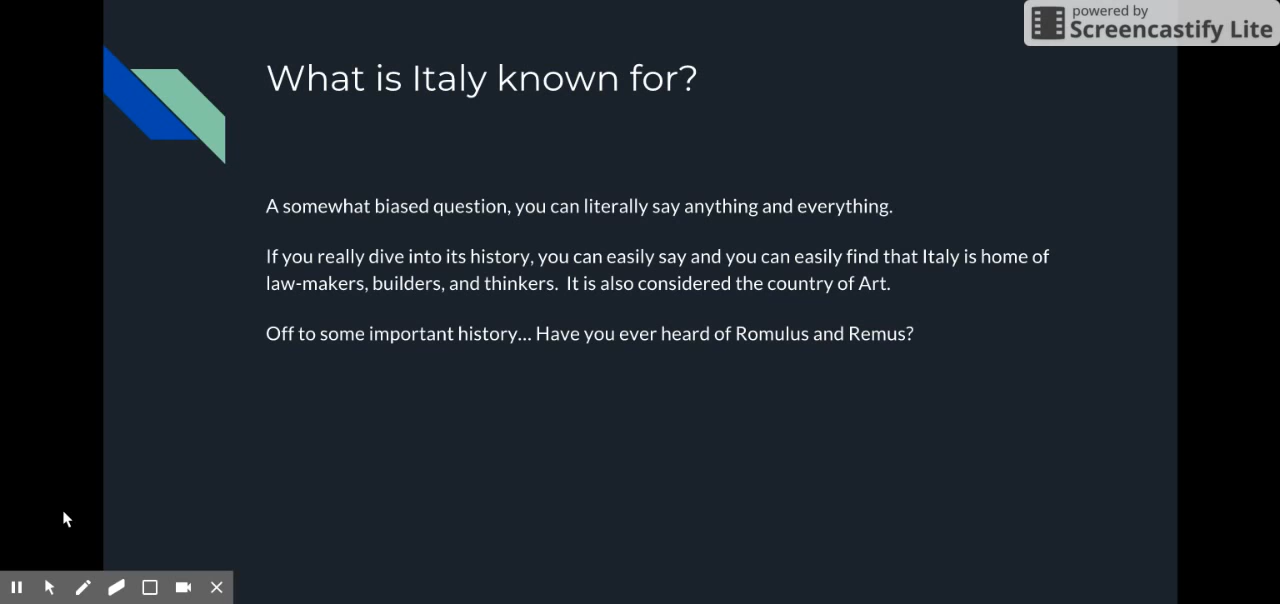 powered by
Screencastify Lite
What is Italy known for?
A somewhat biased question, you can literally say anything and everything.
If you really dive into its history, you can easily say and you can easily find that Italy is home of
law-makers, builders, and thinkers.  It is also considered the country of Art.
Off to some important history... Have you ever heard of Romulus and Remus?